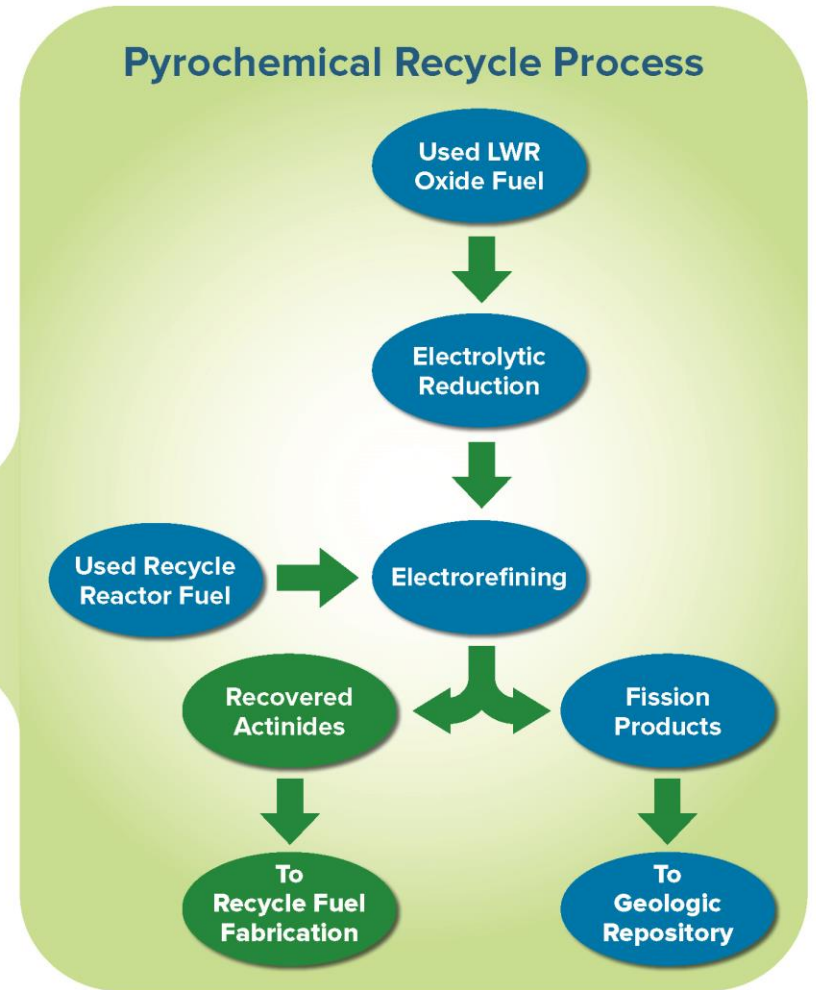 Pyrochemical Recycle Process
Used LWR
Oxide Fuel
Electrolytic
Reduction
Used Recycle
Reactor Fuel
Electrorefining
Recovered
Actinides
Fission
Products
To
Recycle Fuel
Fabrication
To
Geologic
Repository